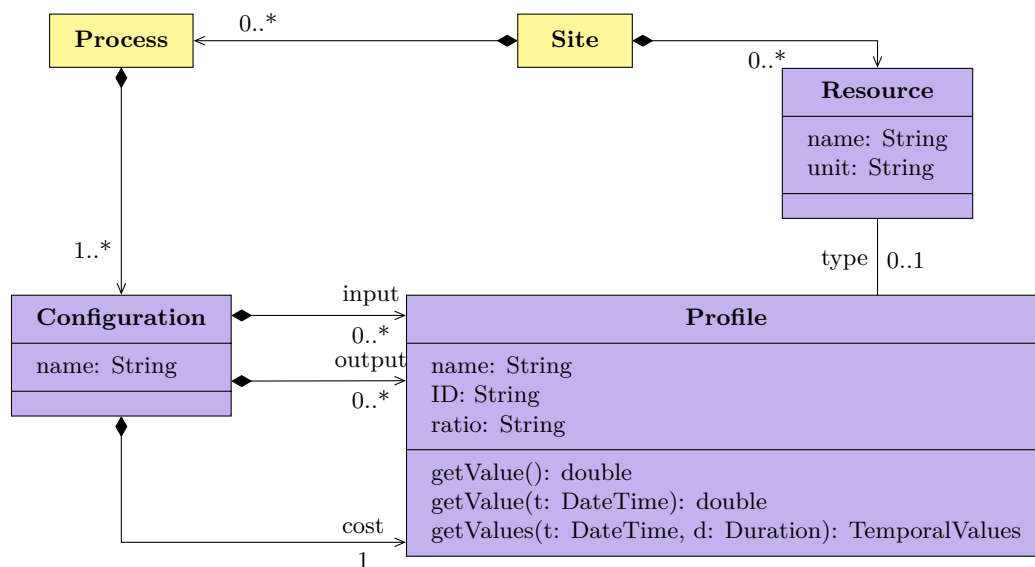 0..*
Process
Site
0..*
Resource
name: String
unit: String
1..*
type
0..1
input
Configuration
Profile
0..*
name: String
output
name: String
ID: String
0..*
ratio: String
getValue(): double
getValue(t: DateTime): double
cost
getValues(t: DateTime, d: Duration): TemporalValues
1